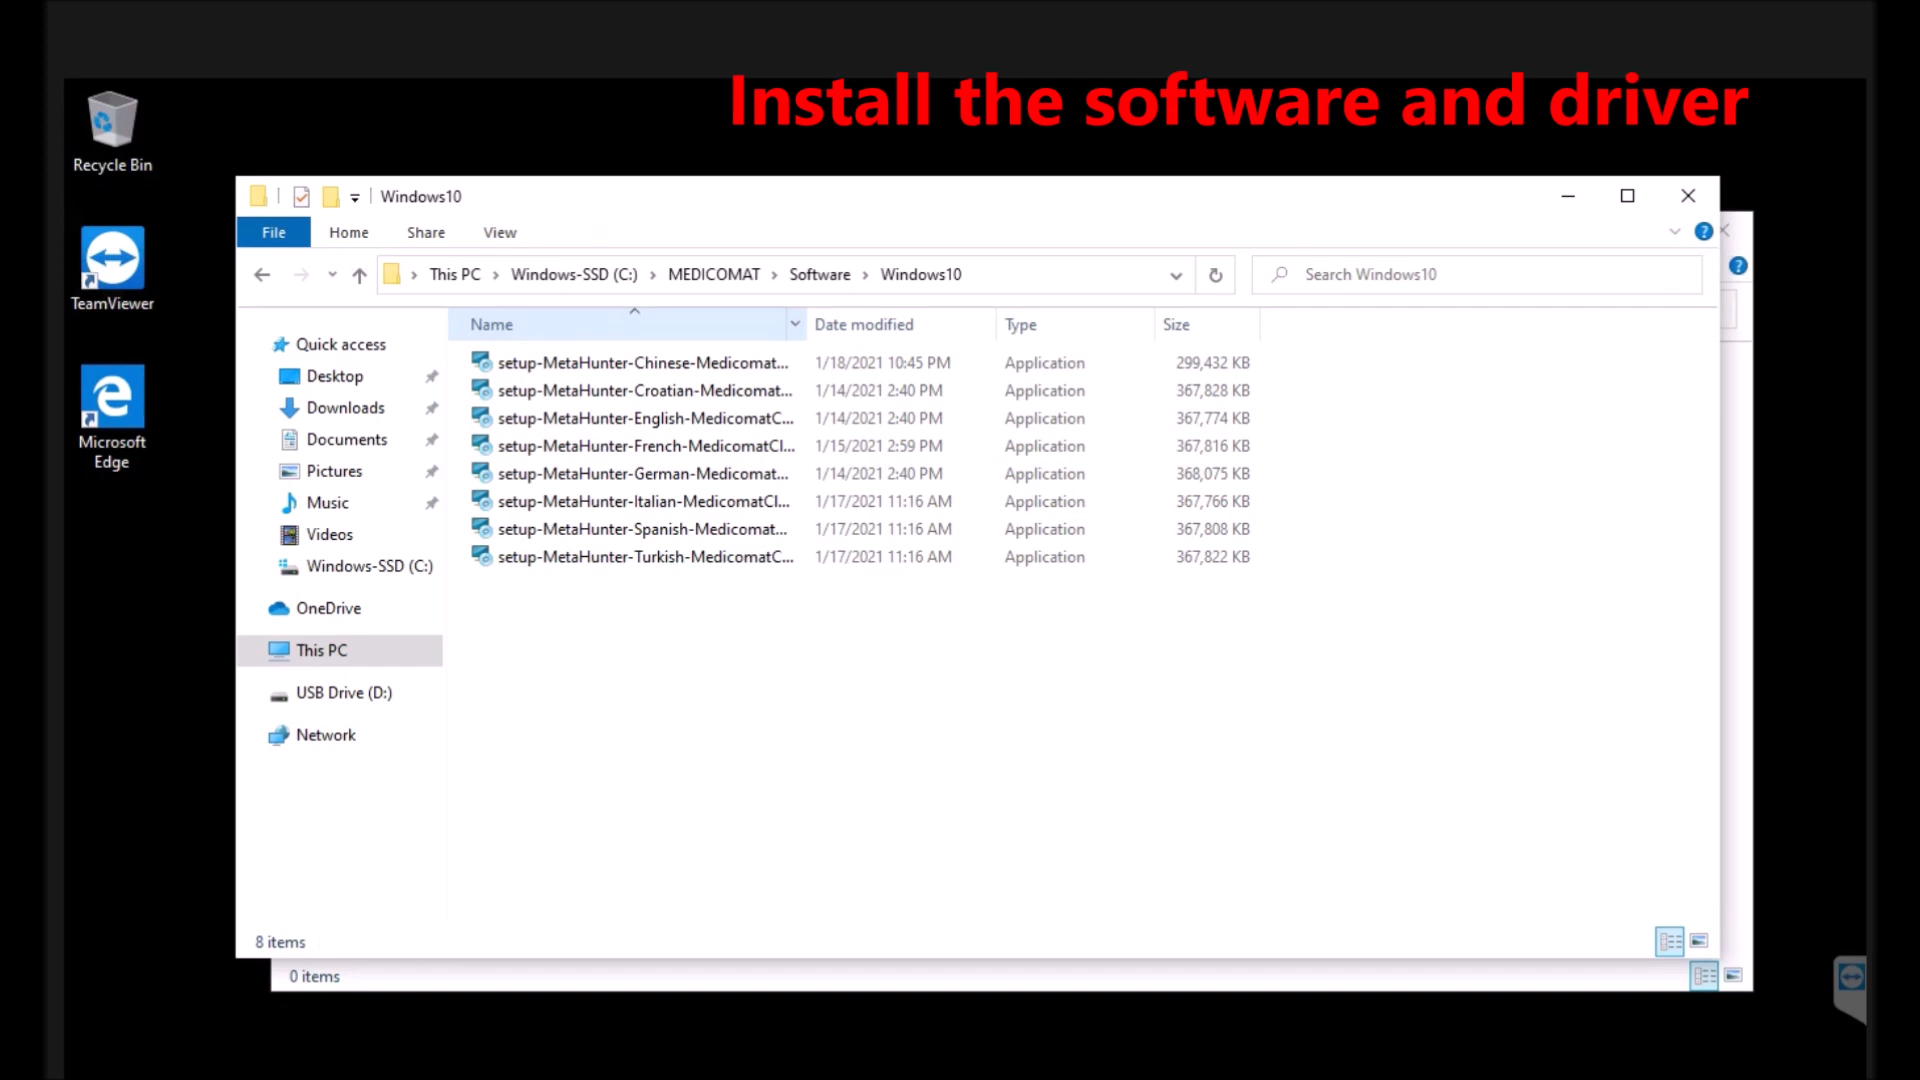 Install the software and driver
Recycle Bin
TeamViewer
Microsoft
Edge
Windows10
File Home Share View
This PC Windows-SSD (C:) MEDICOMAT Software Windows10
Search Windows10
Name Date modified Type Size
Quick access
Desktop
Downloads
Documents
Pictures
Music
Videos
Windows-SSD (C:)
OneDrive
This PC
USB Drive (D:)
Network
setup-MetaHunter-Chinese-Medicomat... 1/18/2021 10:45 PM Application 299,432 KB
setup-MetaHunter-Croatian-Medicomat... 1/14/2021 2:40 PM Application 367,828 KB
setup-MetaHunter-English-MedicomatC... 1/14/2021 2:40 PM Application 367,774 KB
setup-MetaHunter-French-MedicomatCl... 1/15/2021 2:59 PM Application 367,816 KB
setup-MetaHunter-German-Medicomat... 1/14/2021 2:40 PM Application 368,075 KB
setup-MetaHunter-Italian-MedicomatCl... 1/17/2021 11:16 AM Application 367,766 KB
setup-MetaHunter-Spanish-Medicomat... 1/17/2021 11:16 AM Application 367,808 KB
setup-MetaHunter-Turkish-MedicomatC... 1/17/2021 11:16 AM Application 367,822 KB
8 items
0 items